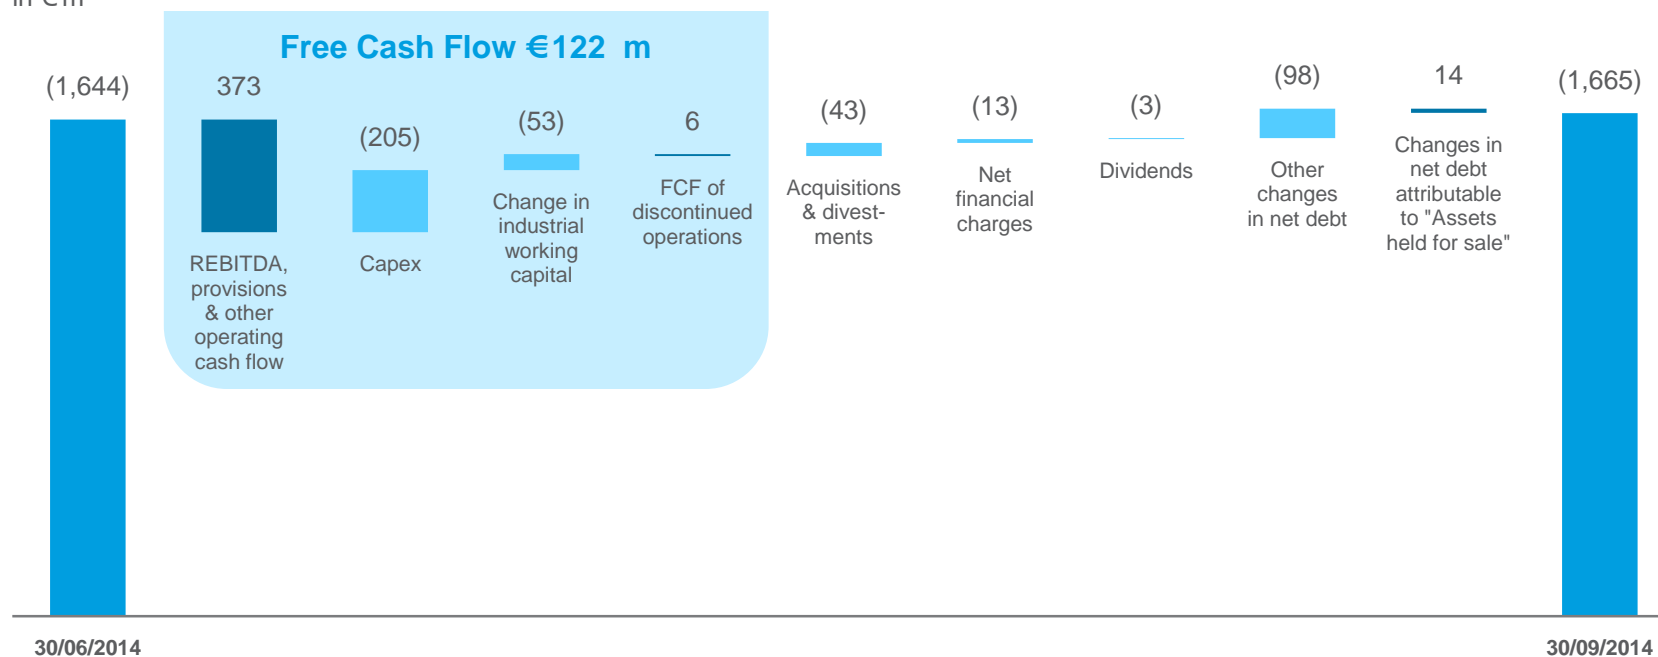 in €m
Free Cash Flow €122 m
(1,644)
373
(205)
(53)
6
(43)
(13)
(3)
(98)
14
(1,665)
REBITDA,
provisions
& other
operating
cash flow
Capex
Change in
industrial
working
capital
FCF of
discontinued
operations
Acquisitions
& divest-
ments
Net
financial
charges
Dividends
Other
changes
in net debt
Changes in
net debt
attributable
to "Assets
held for sale"
30/06/2014
30/09/2014